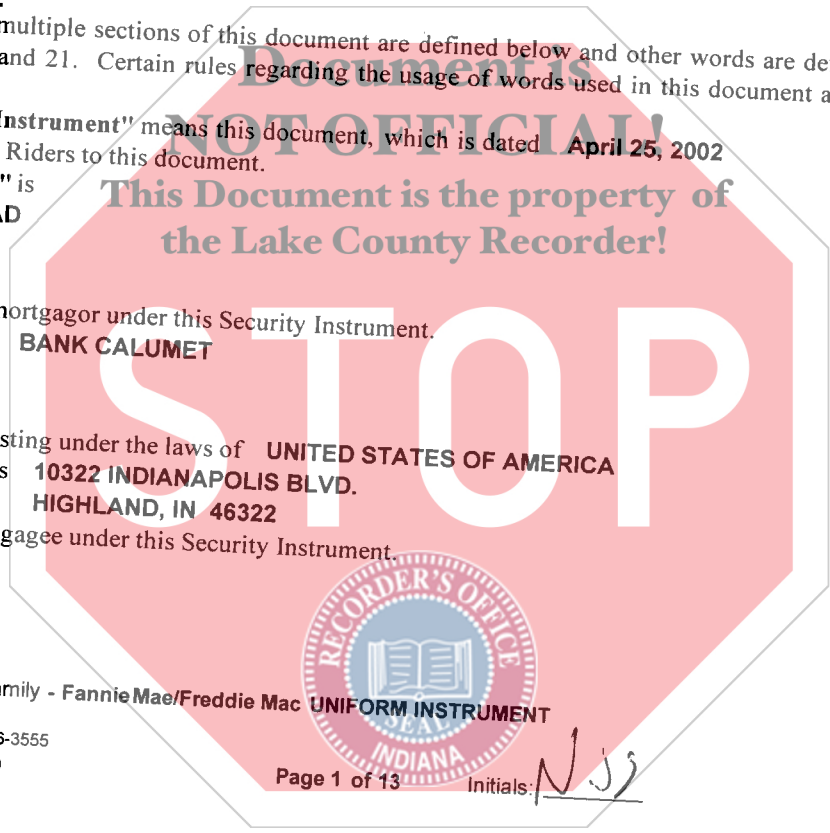 multiple sections of this document are defined below and other words are de
and 21. Certain rules regarding the usage of words used in this document a
Document is
NOT OFFICIAL!
This Document is the property of
the Lake County Recorder!
STOP
Instrument" means this document, which is dated April 25, 2002
Riders to this document.
" is
AD
mortgagor under this Security Instrument.
BANK CALUMET
sting under the laws of UNITED STATES OF AMERICA
s 10322 INDIANAPOLIS BLVD.
HIGHLAND, IN 46322
gagee under this Security Instrument.
RECORDER'S OFFICE
SEAL
INDIANA
mily - Fannie Mae/Freddie Mac UNIFORM INSTRUMENT
6-3555
Page 1 of 13 Initials: Njg